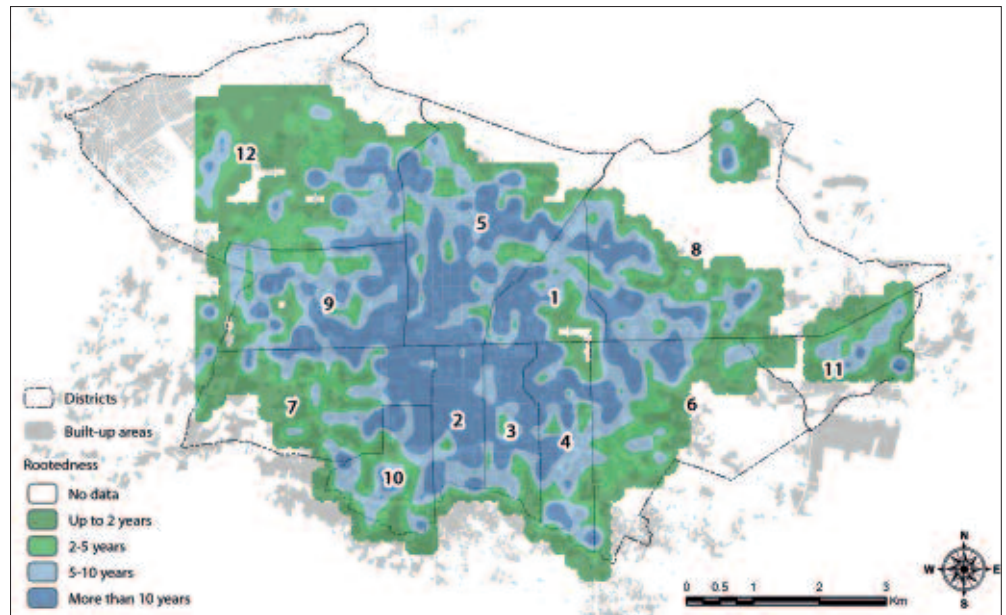 12
5
8
1
9
11
7
6
2
3
4
10
Districts
Built-up areas
Rootedness
No data
Up to 2 years
2-5 years
5-10 years
More than 10 years
N
W E
S
0 0.5 1 2 3
Km